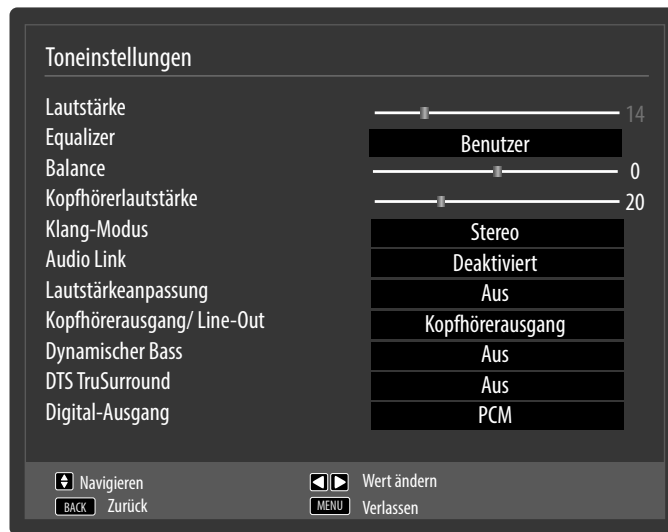 Toneinstellungen
Lautstärke 14
Equalizer Benutzer
Balance 0
Kopfhörerlautstärke 20
Klang-Modus Stereo
Audio Link Deaktiviert
Lautstärkeanpassung Aus
Kopfhörerausgang/ Line-Out Kopfhörerausgang
Dynamischer Bass Aus
DTS TruSurround Aus
Digital-Ausgang PCM
Navigieren Wert ändern
BACK Zurück MENU Verlassen